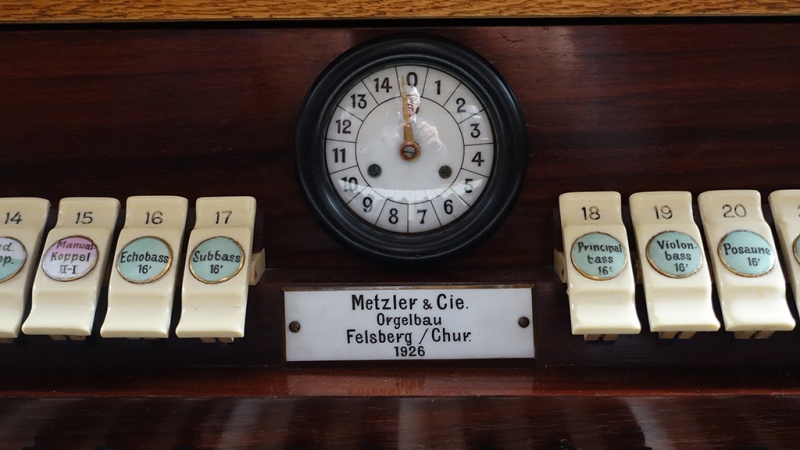 0
1
2
3
4
5
6
7
8
9
10
11
12
13
14
14
15
Manual
Koppel
II-I
16
Echobass
16'
17
Subbass
16'
18
Principal
bass
16'
19
Violon-
bass
16'
20
Posaune
16'
Metzler & Cie.
Orgelbau
Felsberg / Chur.
1926